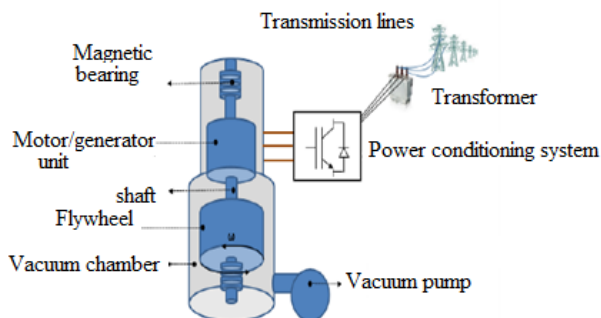 Transmission lines
Magnetic
bearing
Transformer
Motor/generator
unit
Power conditioning system
shaft
Flywheel
ω
Vacuum chamber
Vacuum pump